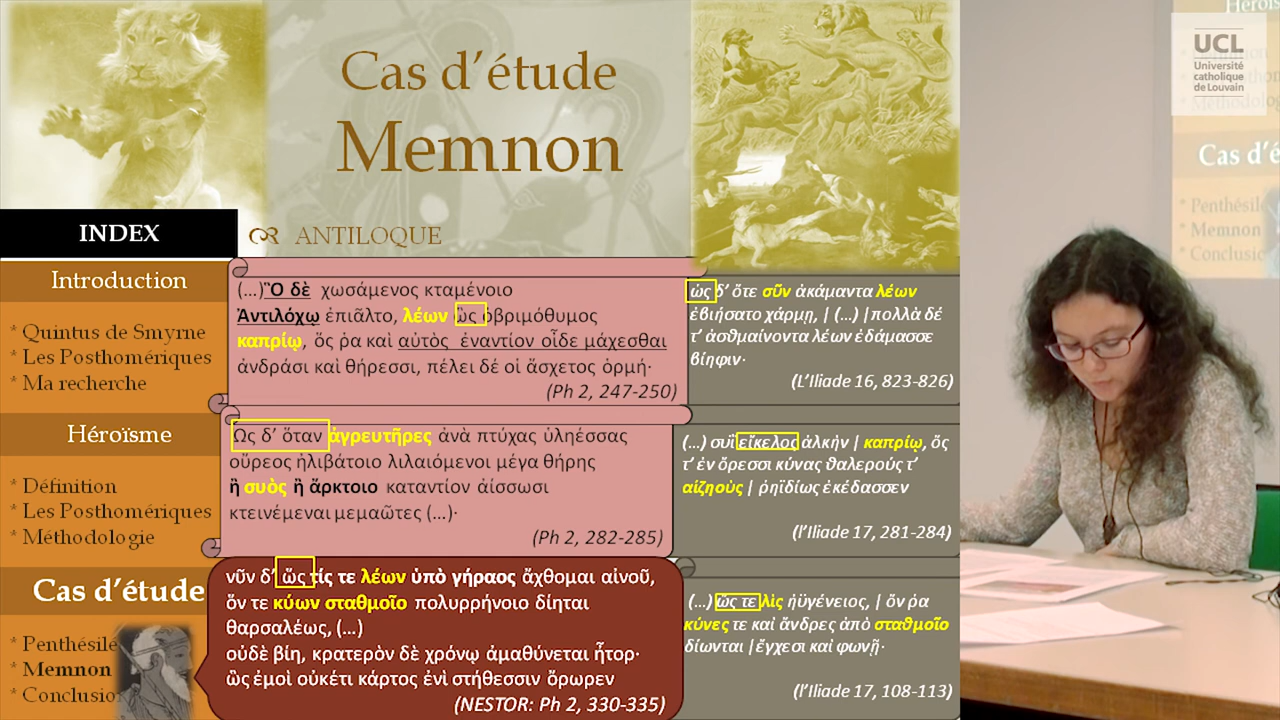 Cas d'étude
Memnon
INDEX
ANTILOQUE
Introduction
* Quintus de Smyrne
* Les Posthomériques
* Ma recherche
Héroïsme
* Définition
* Les Posthomériques
* Méthodologie
Cas d'étude
* Penthésilé
* Memnon
* Conclusio
(...) Ὃ δὲ χωσάμενος κταμένοιο
Ἀντιλόχῳ ἐπιᾶλτο, λέων ὣς ὀβριμόθυμος
καπρίῳ, ὅς ῥα καὶ αὐτὸς ἐναντίον οἶδε μάχεσθαι
ἀνδράσι καὶ θήρεσσι, πέλει δέ οἱ ἄσχετος ὁρμή·
(Ph 2, 247-250)
Ὡς δ' ὅταν ἀγρευτῆρες ἀνὰ πτύχας ὑληέσσας
οὔρεος ἠλιβάτοιο λιλαιόμενοι μέγα θήρης
ἢ συὸς ἢ ἄρκτοιο καταντίον ἀίσσωσι
κτεινέμεναι μεμαῶτες (...)·
(Ph 2, 282-285)
νῦν δ' ὥς τίς τε λέων ὑπὸ γήραος ἄχθομαι αἰνοῦ,
ὅν τε κύων σταθμοῖο πολυρρήνοιο δίηται
θαρσαλέως, (...)
οὐδὲ βίη, κρατερὸν δὲ χρόνῳ ἀμαθύνεται ἦτορ·
ὣς ἐμοὶ οὐκέτι κάρτος ἐνὶ στήθεσσιν ὄρωρεν
(NESTOR: Ph 2, 330-335)
ὡς δ' ὅτε σῦν ἀκάμαντα λέων
ἐβιήσατο χάρμῃ, | (...) | πολλὰ δέ
τ' ἀσθμαίνοντα λέων ἐδάμασσε
βίηφιν·
(L'Iliade 16, 823-826)
(...) συῒ εἴκελος ἀλκὴν | καπρίῳ, ὅς
τ' ἐν ὄρεσσι κύνας θαλερούς τ'
αἰζηοὺς | ῥηϊδίως ἐκέδασσεν
(l'Iliade 17, 281-284)
(...) ὥς τε λὶς ἠϋγένειος, | ὅν ῥα
κύνες τε καὶ ἄνδρες ἀπὸ σταθμοῖο
δίωνται | ἔγχεσι καὶ φωνῇ·
(l'Iliade 17, 108-113)
UCL
Université
catholique
de Louvain
Cas d'é
* Penthésilé
* Memnon
* Conclusio